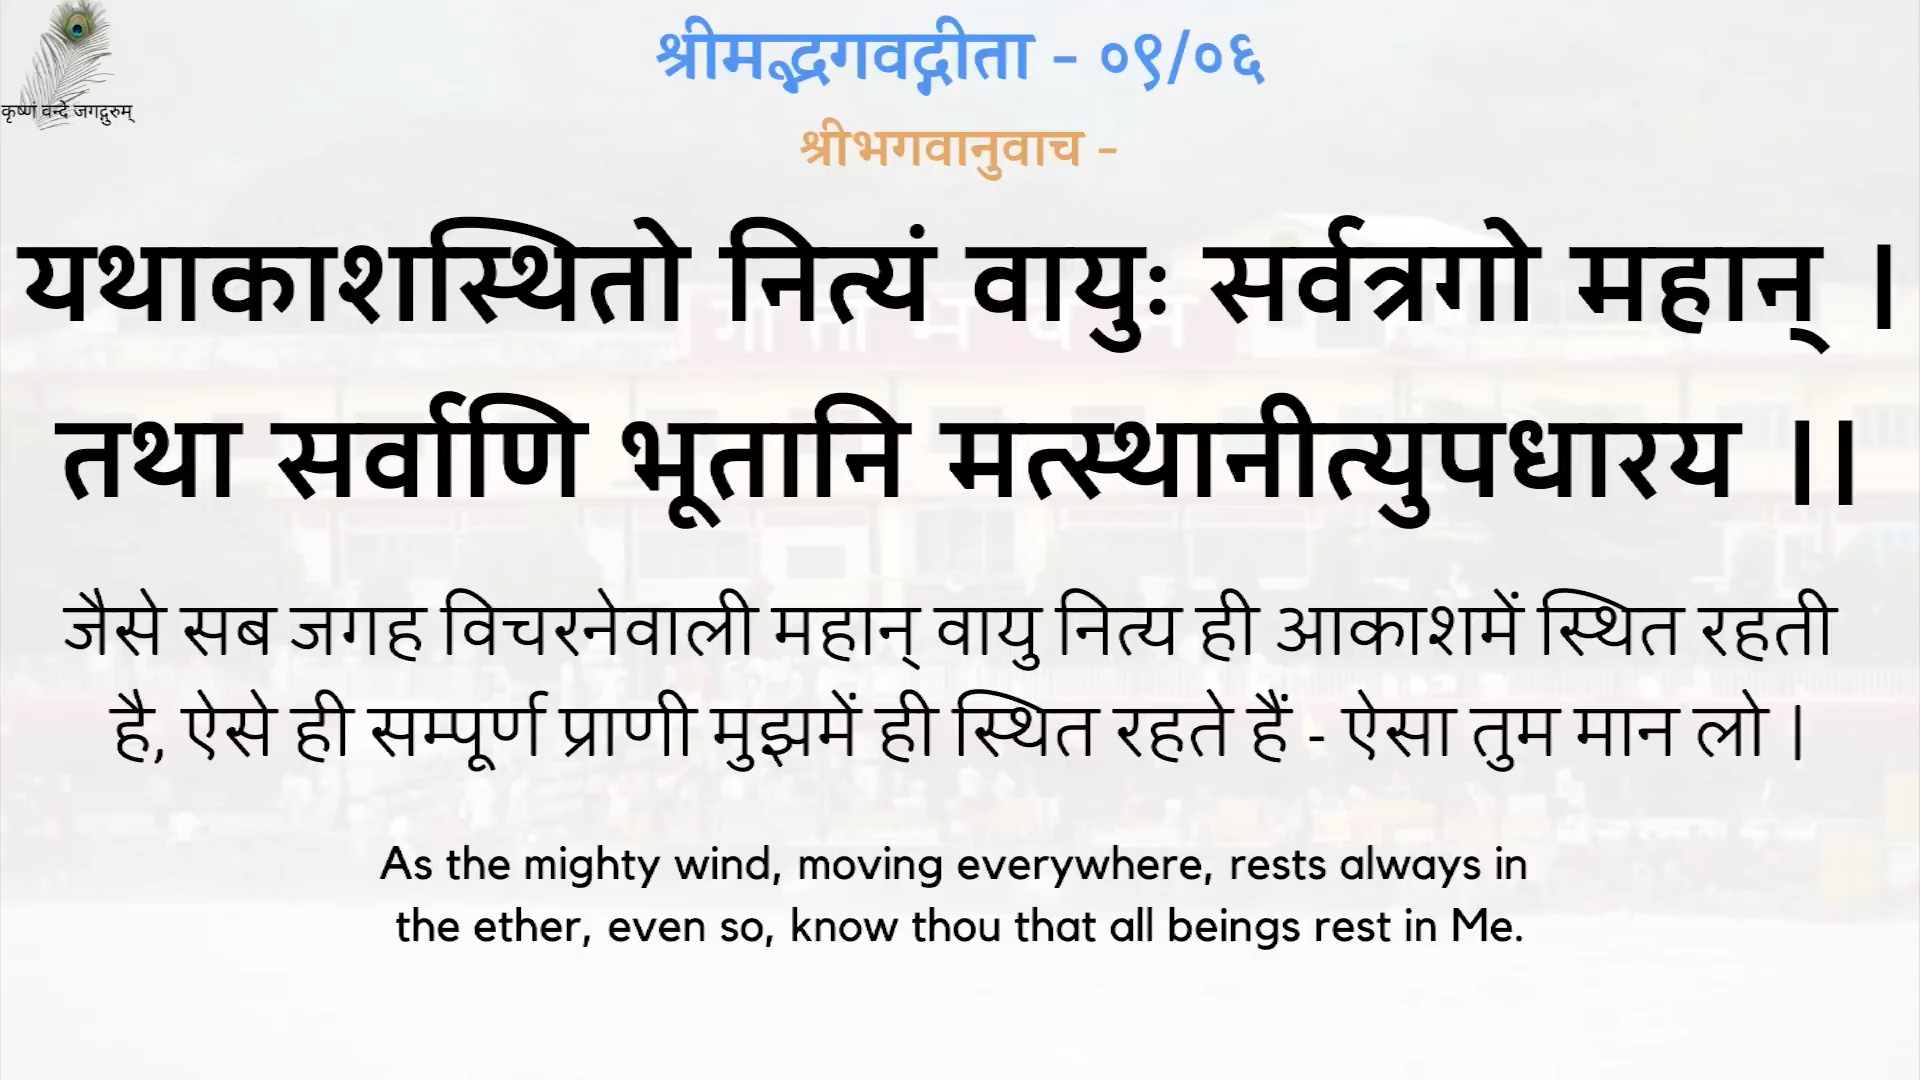 श्रीमद्भगवद्गीता - ०९/०६
कृष्णं वन्दे जगद्गुरुम्
श्रीभगवानुवाच -
यथाकाशस्थितो नित्यं वायुः सर्वत्रगो महान् ।
तथा सर्वाणि भूतानि मत्स्थानीत्युपधारय ।।
जैसे सब जगह विचरनेवाली महान् वायु नित्य ही आकाशमें स्थित रहती
है, ऐसे ही सम्पूर्ण प्राणी मुझमें ही स्थित रहते हैं - ऐसा तुम मान लो |
As the mighty wind, moving everywhere, rests always in
the ether, even so, know thou that all beings rest in Me.